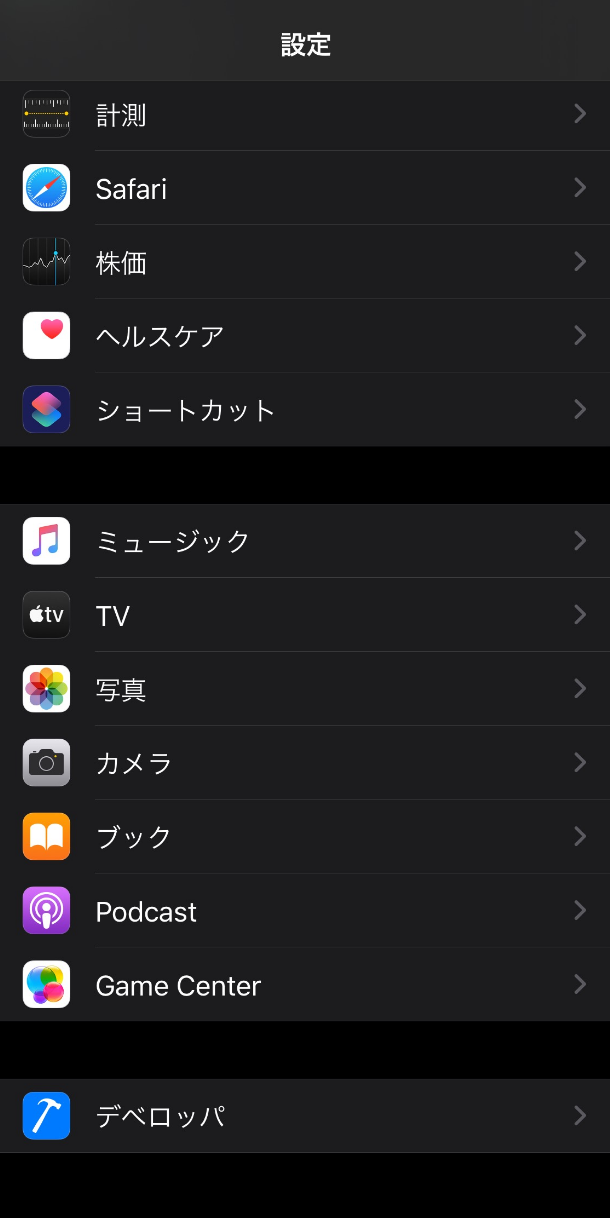 設定
計測
Safari
株価
ヘルスケア
ショートカット
ミュージック
tv TV
写真
カメラ
ブック
Podcast
Game Center
デベロッパ